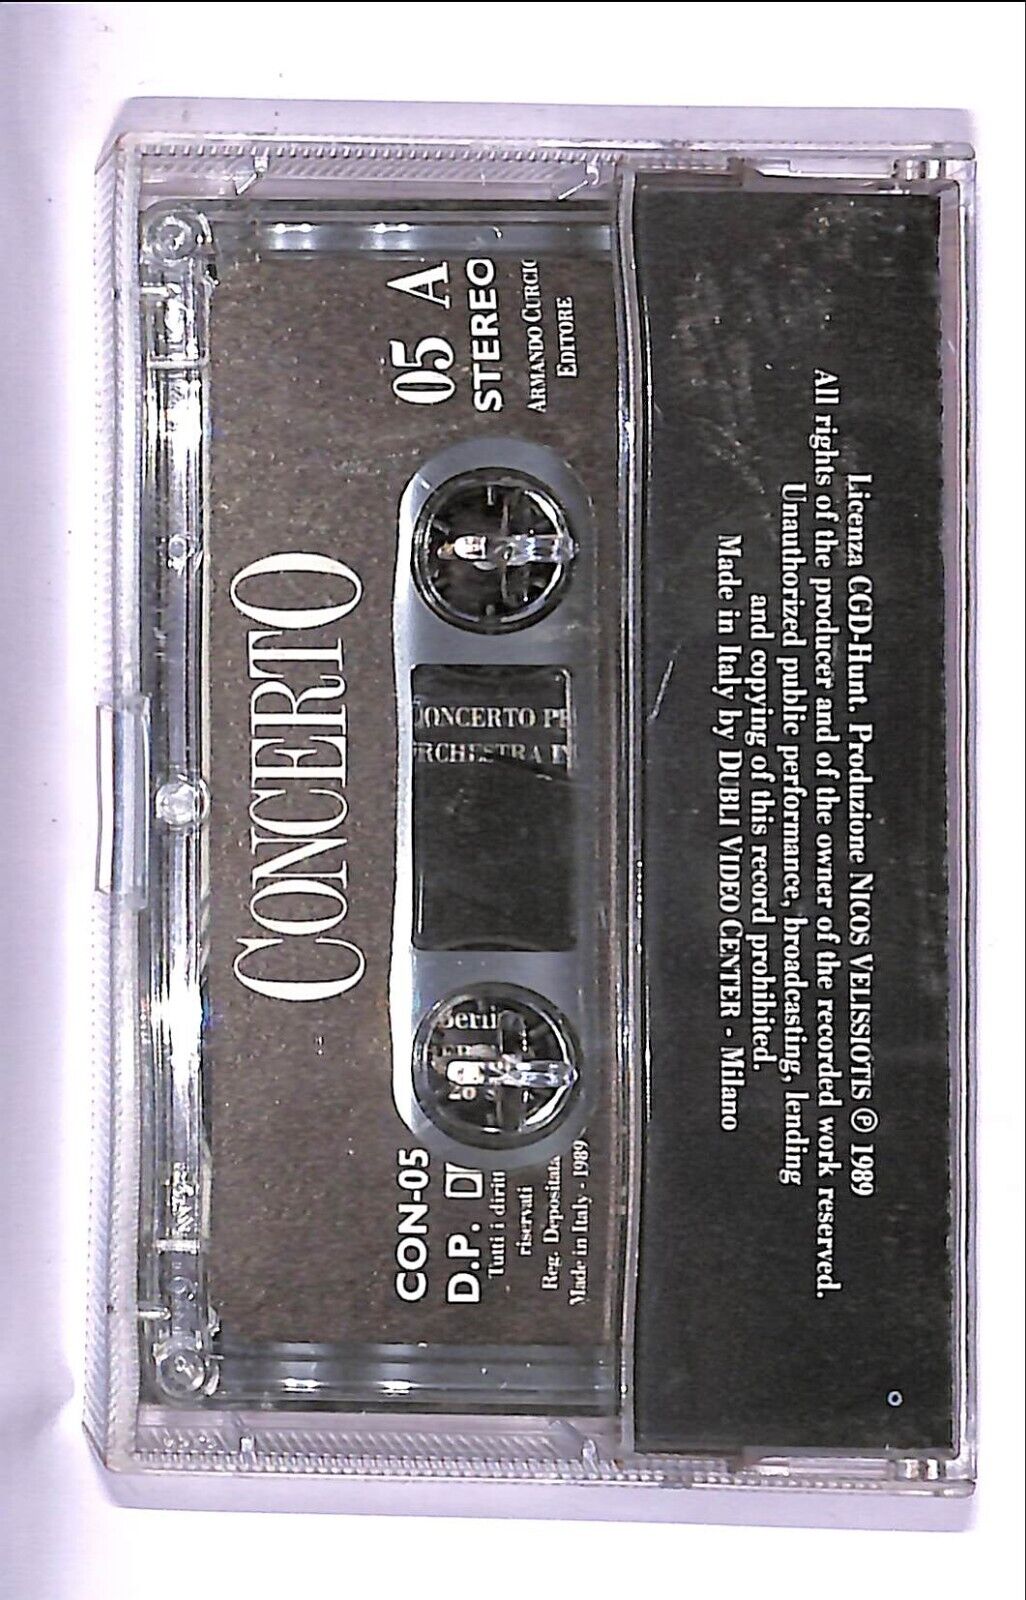 CONCERTO
CON-05
D.P.
Tutti i diritti
riservati
Reg. Depositata
Made in Italy - 1989
05 A
STEREO
ARMANDO CURCIO
EDITORE
CONCERTO
ORCHESTRA IN
Licenza CGD-Hunt. Produzione NICOS VELISSIOTIS ℗ 1989
All rights of the producer and of the owner of the recorded work reserved.
Unauthorized public performance, broadcasting, lending
and copying of this record prohibited.
Made in Italy by DUBLI VIDEO CENTER - Milano